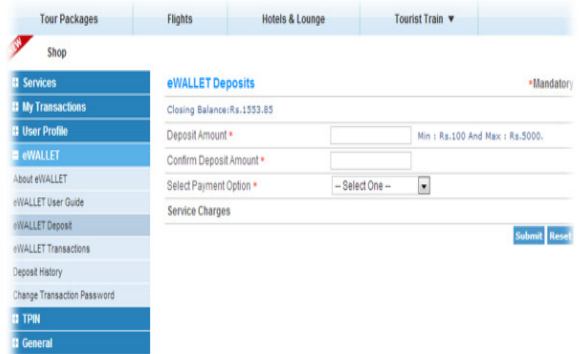 Tour Packages Flights Hotels & Lounge Tourist Train ▼
Shop
Services
My Transactions
User Profile
eWALLET
About eWALLET
eWALLET User Guide
eWALLET Deposit
eWALLET Transactions
Deposit History
Change Transaction Password
TPIN
General
eWALLET Deposits *Mandatory
Closing Balance:Rs.1553.85
Deposit Amount * Min : Rs.100 And Max : Rs.5000.
Confirm Deposit Amount *
Select Payment Option * -- Select One --
Service Charges
Submit Reset